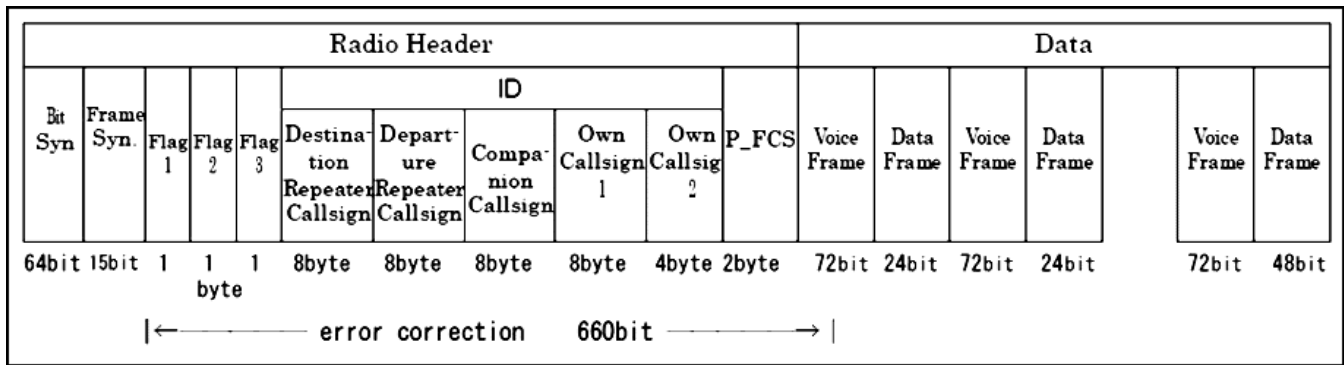 Radio Header Data
ID
Bit Syn
Frame Syn.
Flag 1
Flag 2
Flag 3
Destina-
tion
Repeater
Callsign
Depart-
ure
Repeater
Callsign
Compa-
nion
Callsign
Own
Callsign
1
Own
Callsig
2
P_FCS
Voice
Frame
Data
Frame
Voice
Frame
Data
Frame
Voice
Frame
Data
Frame
64bit 15bit 1 1 1 8byte 8byte 8byte 8byte 4byte 2byte 72bit 24bit 72bit 24bit 72bit 48bit
byte
error correction 660bit